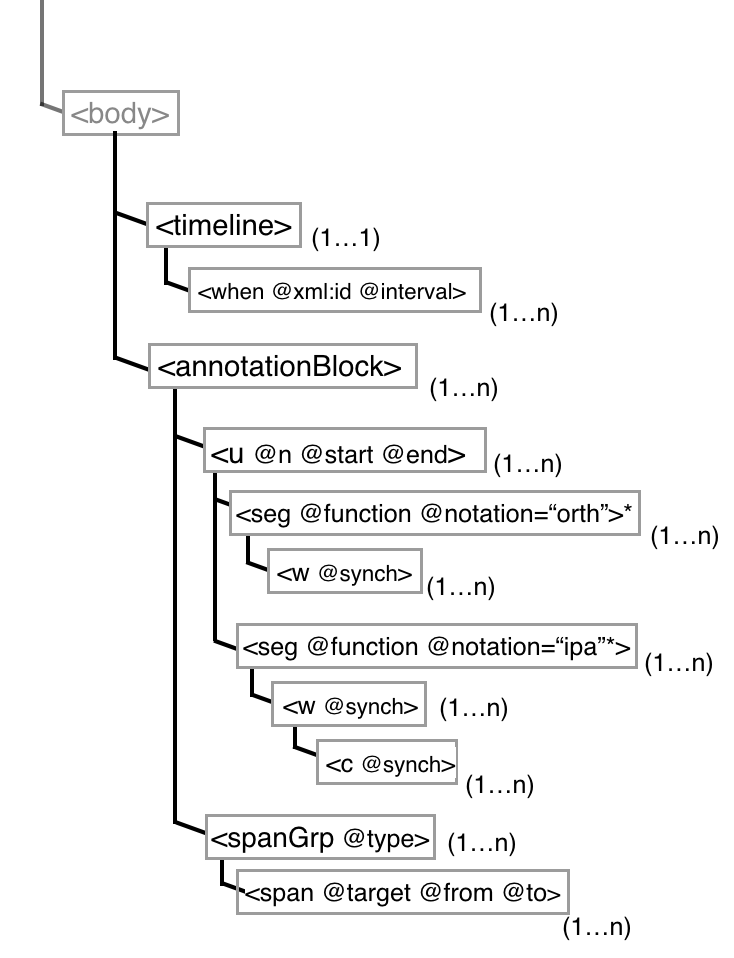 <body>
<timeline> (1…1)
<when @xml:id @interval> (1…n)
<annotationBlock> (1…n)
<u @n @start @end> (1…n)
<seg @function @notation=“orth”>* (1…n)
<w @synch> (1…n)
<seg @function @notation=“ipa”*> (1…n)
<w @synch> (1…n)
<c @synch> (1…n)
<spanGrp @type> (1…n)
<span @target @from @to> (1…n)